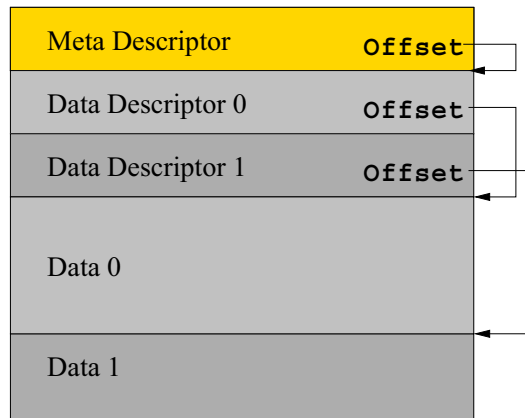 Meta Descriptor Offset
Data Descriptor 0 Offset
Data Descriptor 1 Offset
Data 0
Data 1